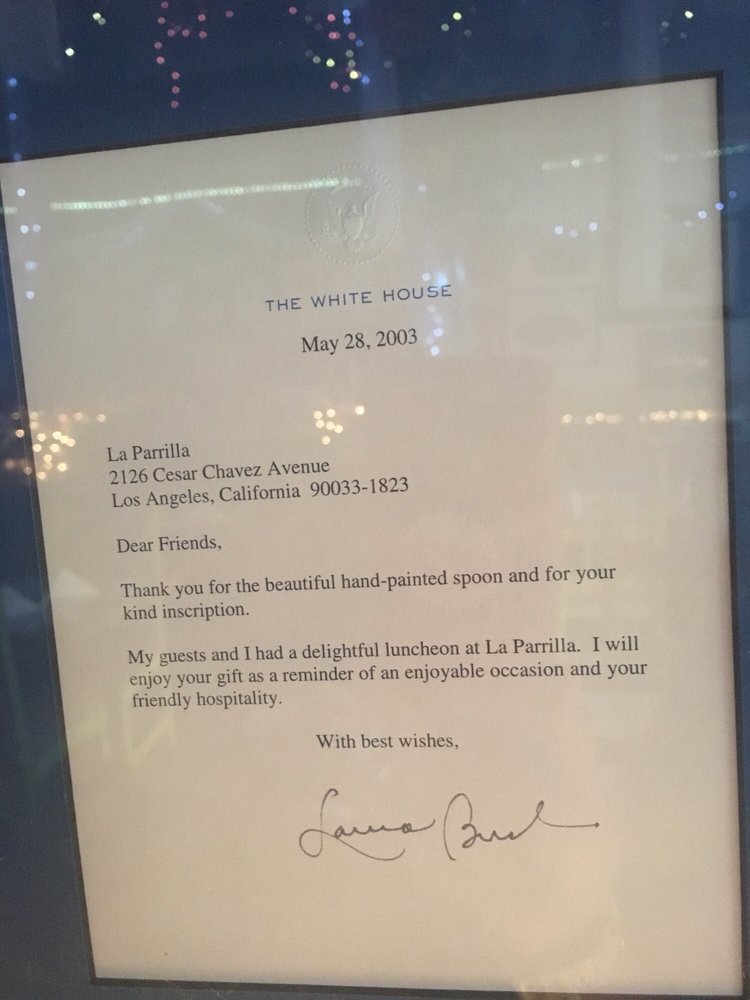 THE WHITE HOUSE
May 28, 2003
La Parrilla
2126 Cesar Chavez Avenue
Los Angeles, California 90033-1823
Dear Friends,
Thank you for the beautiful hand-painted spoon and for your
kind inscription.
My guests and I had a delightful luncheon at La Parrilla. I will
enjoy your gift as a reminder of an enjoyable occasion and your
friendly hospitality.
With best wishes,
Laura Bush